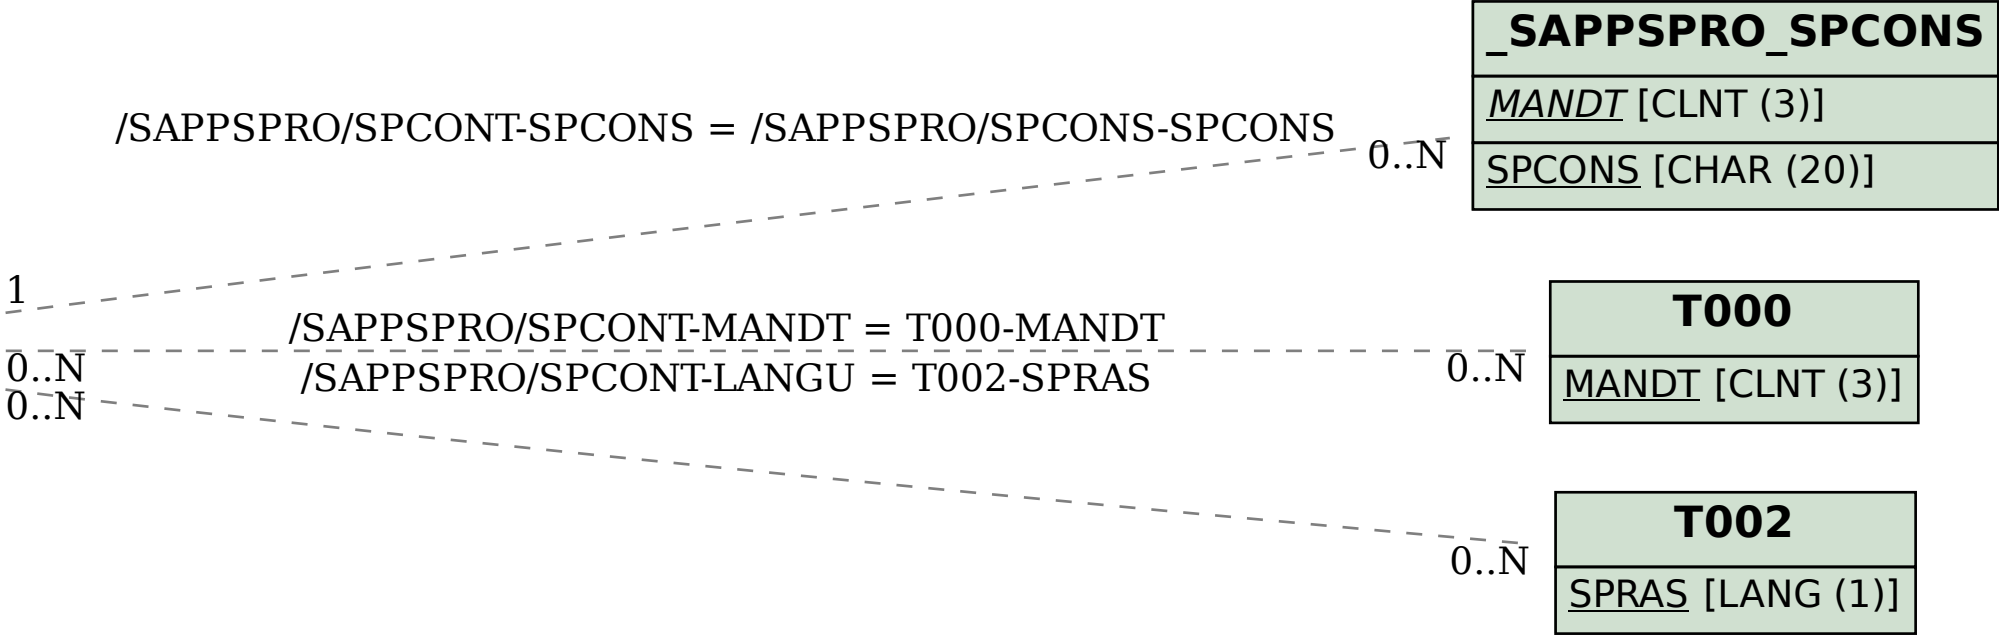 _SAPPSPRO_SPCONS
MANDT [CLNT (3)]
SPCONS [CHAR (20)]
/SAPPSPRO/SPCONT-SPCONS = /SAPPSPRO/SPCONS-SPCONS
0..N
1
/SAPPSPRO/SPCONT-MANDT = T000-MANDT
0..N
0..N
T000
MANDT [CLNT (3)]
/SAPPSPRO/SPCONT-LANGU = T002-SPRAS
0..N
0..N
T002
SPRAS [LANG (1)]